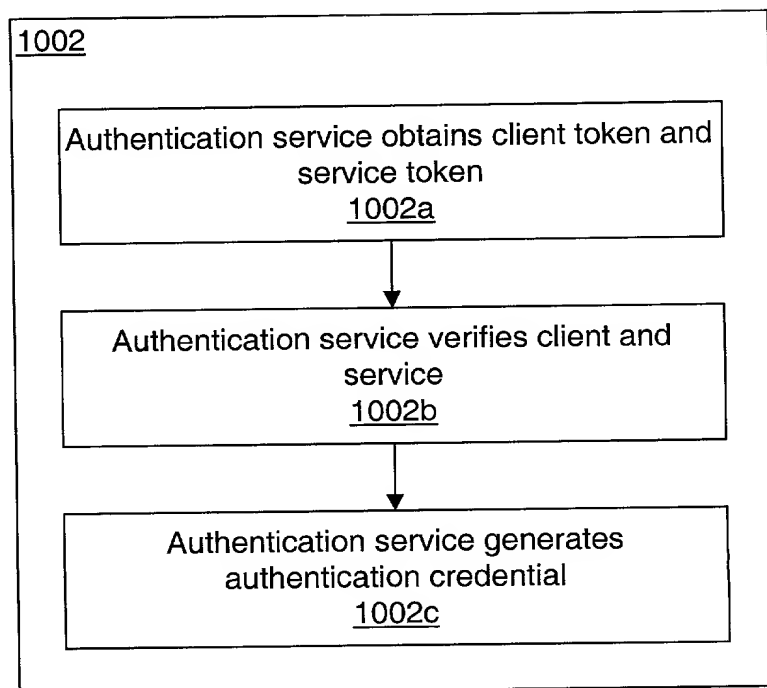 1002
Authentication service obtains client token and
service token
1002a
Authentication service verifies client and
service
1002b
Authentication service generates
authentication credential
1002c